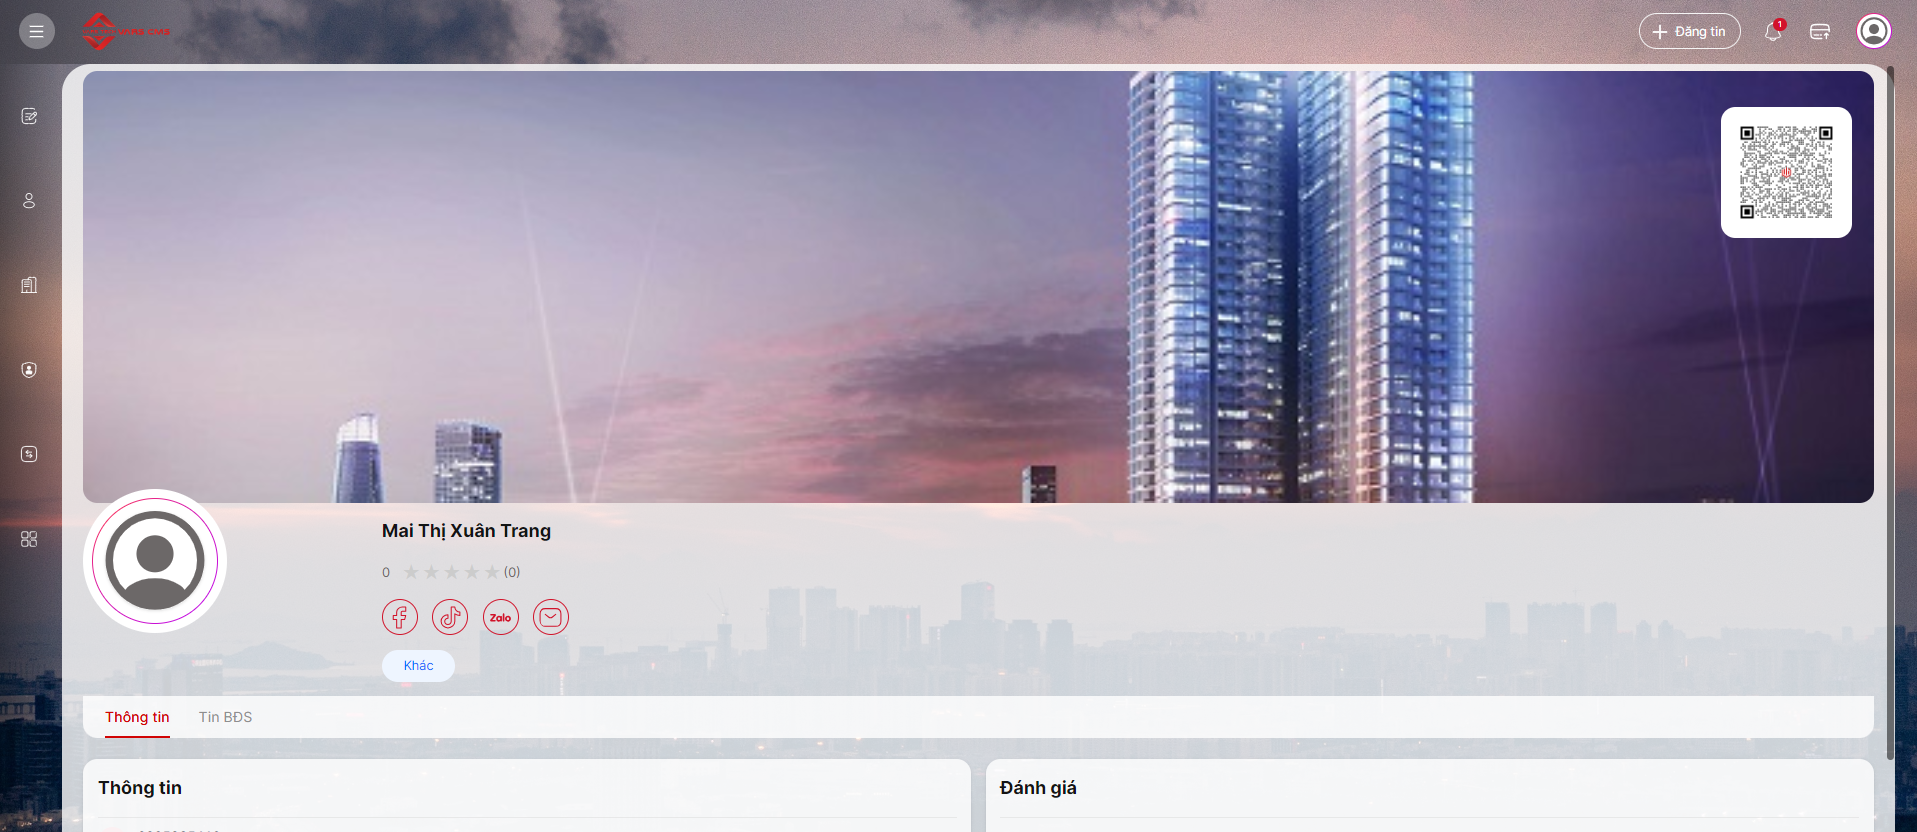 Đăng tin
1
Mai Thị Xuân Trang
0 (0)
Zalo
Khác
Thông tin
Tin BĐS
Thông tin
Đánh giá